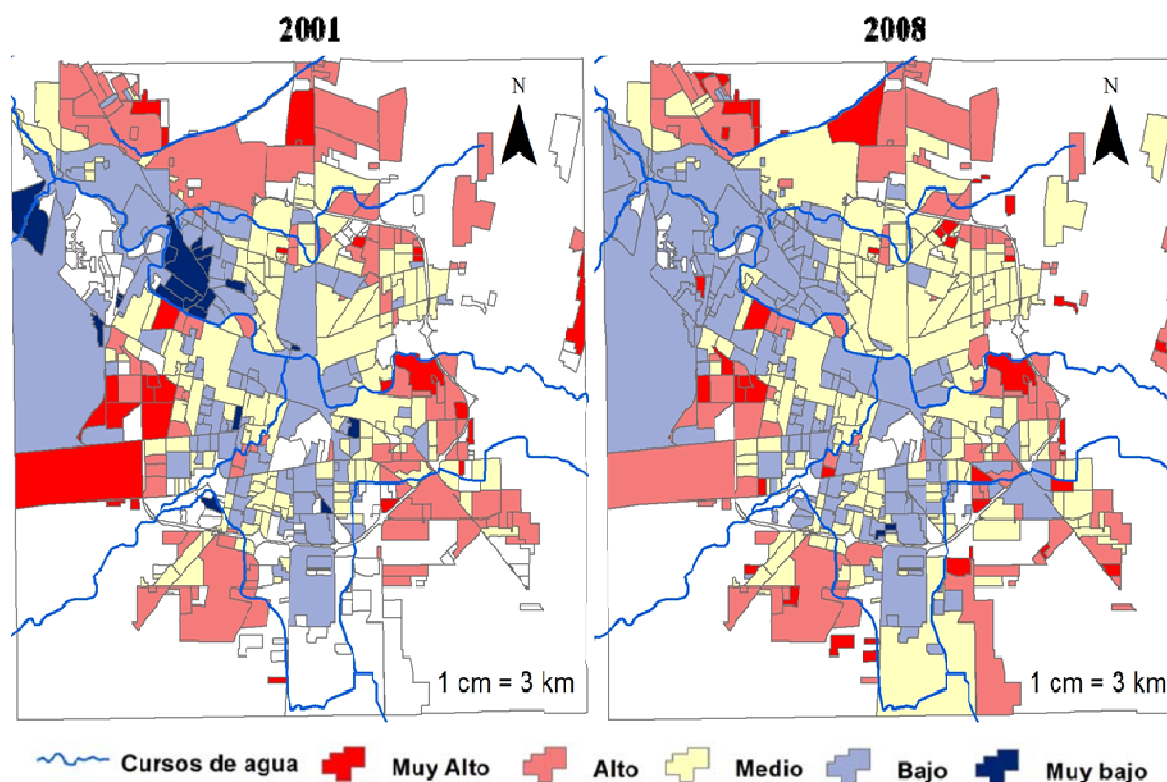 2001
2008
N
N
1 cm = 3 km
1 cm = 3 km
Cursos de agua Muy Alto Alto Medio Bajo Muy bajo